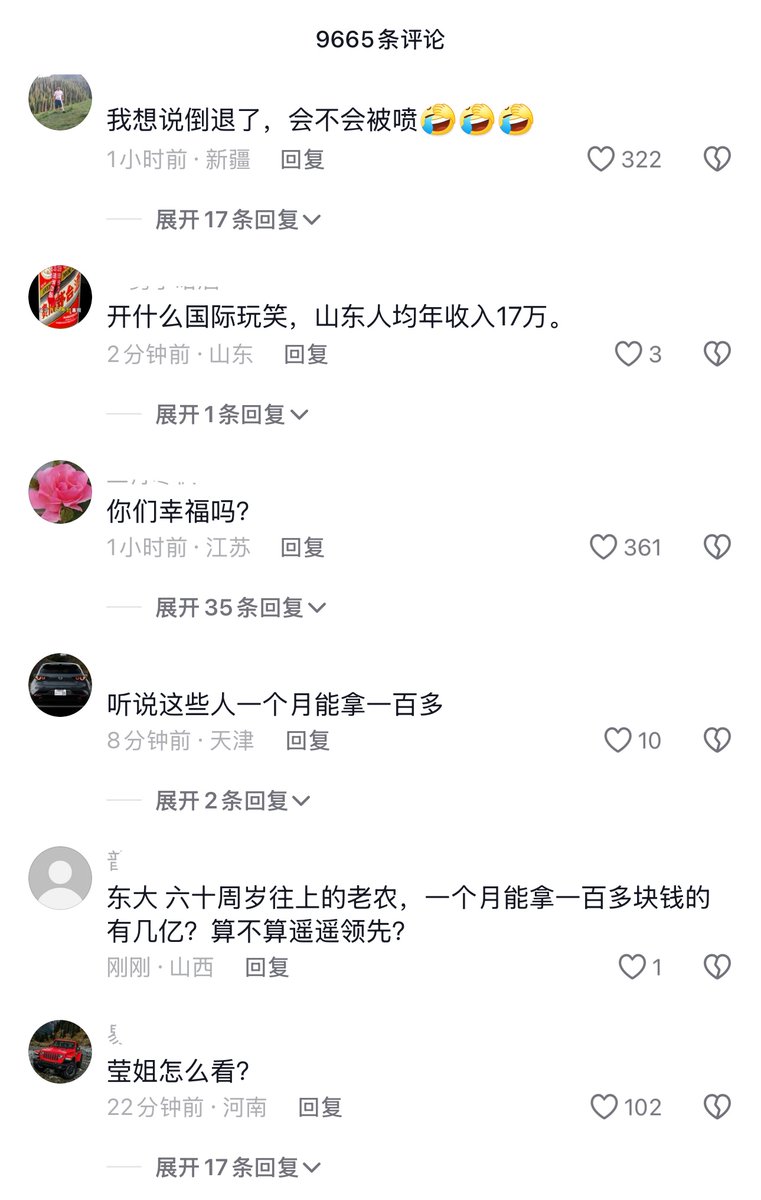 9665条评论
我想说倒退了，会不会被喷🤣🤣🤣
1小时前·新疆 回复 322
展开17条回复
开什么国际玩笑，山东人均年收入17万。
2分钟前·山东 回复 3
展开1条回复
你们幸福吗？
1小时前·江苏 回复 361
展开35条回复
听说这些人一个月能拿一百多
8分钟前·天津 回复 10
展开2条回复
东大 六十周岁往上的老农，一个月能拿一百多块钱的
有几亿？算不算遥遥领先？
刚刚·山西 回复 1
莹姐怎么看？
22分钟前·河南 回复 102
展开17条回复